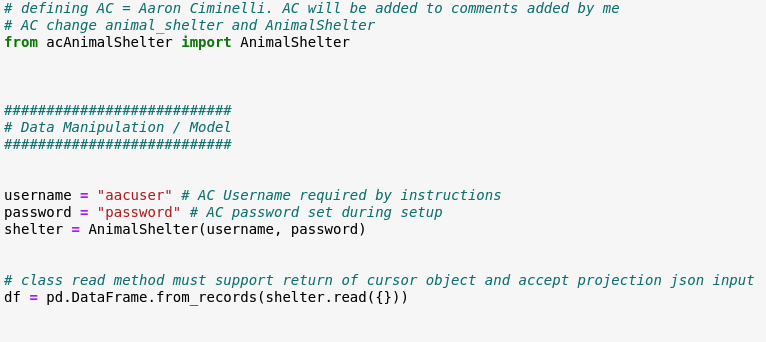 # defining AC = Aaron Ciminelli. AC will be added to comments added by me
# AC change animal_shelter and AnimalShelter
from acAnimalShelter import AnimalShelter
###########################
# Data Manipulation / Model
###########################
username = "aacuser" # AC Username required by instructions
password = "password" # AC password set during setup
shelter = AnimalShelter(username, password)
# class read method must support return of cursor object and accept projection json input
df = pd.DataFrame.from_records(shelter.read({}))